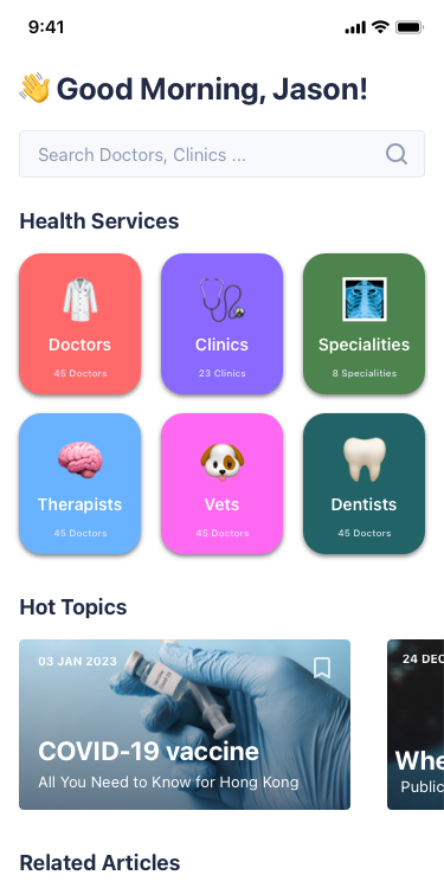 9:41
👋 Good Morning, Jason!
Search Doctors, Clinics ...
Health Services
Doctors
45 Doctors
Clinics
23 Clinics
Specialities
8 Specialities
Therapists
45 Doctors
Vets
45 Doctors
Dentists
45 Doctors
Hot Topics
03 JAN 2023
COVID-19 vaccine
All You Need to Know for Hong Kong
24 DEC
Whe
Public
Related Articles